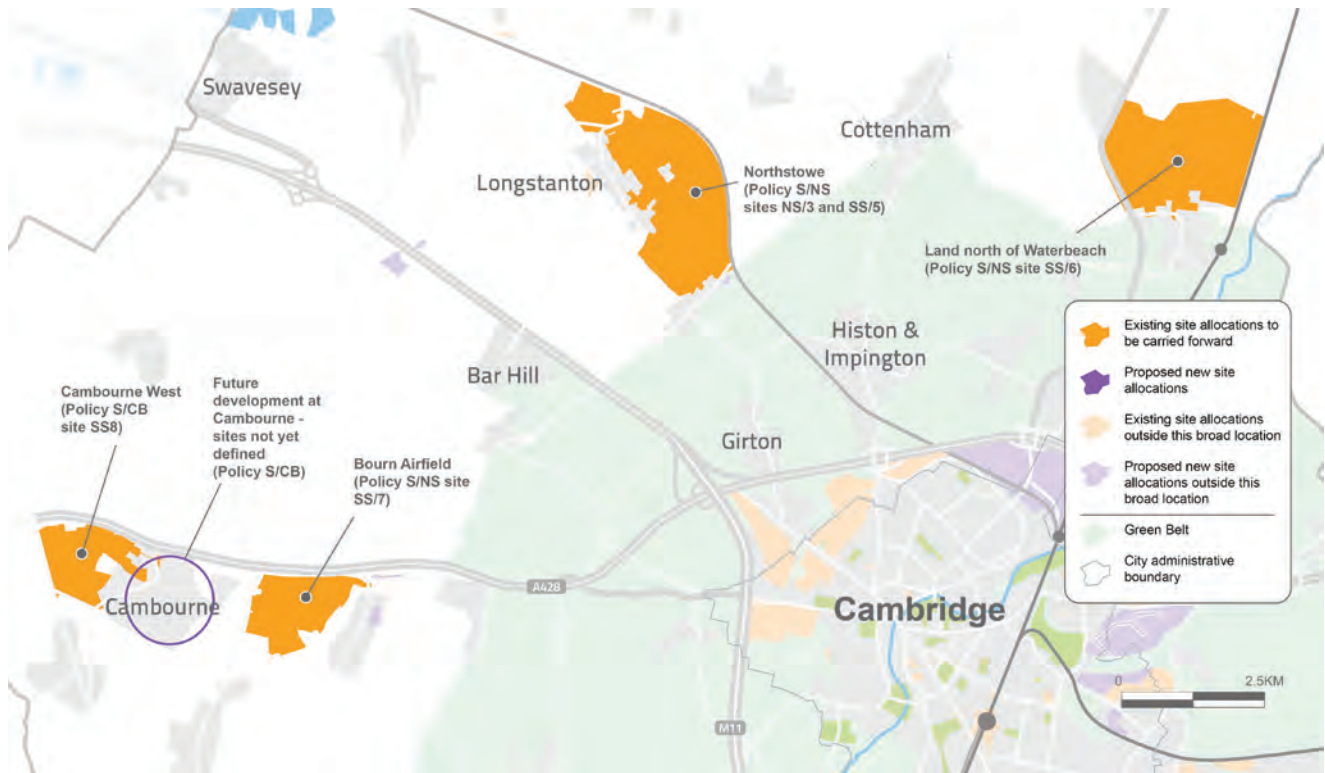 Swavesey
Cottenham
Longstanton
Northstowe
(Policy S/NS
sites NS/3 and SS/5)
Land north of Waterbeach
(Policy S/NS site SS/6)
Histon &
Impington
Bar Hill
Girton
Cambourne West
(Policy S/CB
site SS8)
Future
development at
Cambourne -
sites not yet
defined
(Policy S/CB)
Bourn Airfield
(Policy S/NS site
SS/7)
Cambourne
A428
Cambridge
M11
Existing site allocations to
be carried forward
Proposed new site
allocations
Existing site allocations
outside this broad location
Proposed new site
allocations outside this
broad location
Green Belt
City administrative
boundary
0 2.5KM